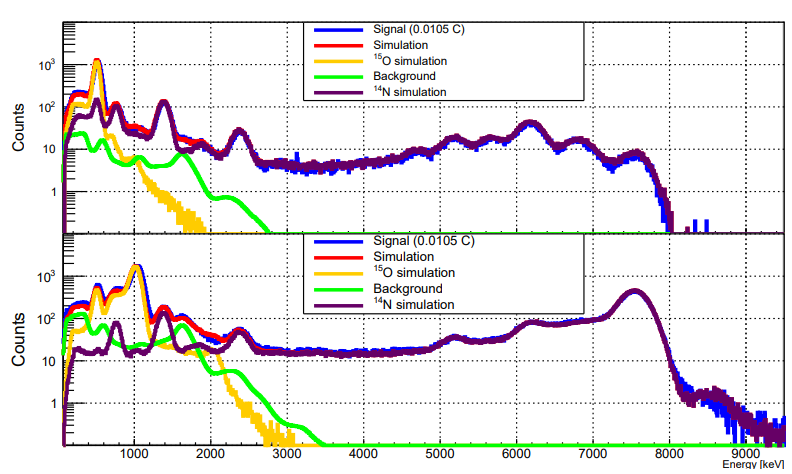 Signal (0.0105 C)
Simulation
¹⁵O simulation
Background
¹⁴N simulation
Counts
10³
10²
10
1
Signal (0.0105 C)
Simulation
¹⁵O simulation
Background
¹⁴N simulation
Counts
10³
10²
10
1
1000 2000 3000 4000 5000 6000 7000 8000 9000
Energy [keV]